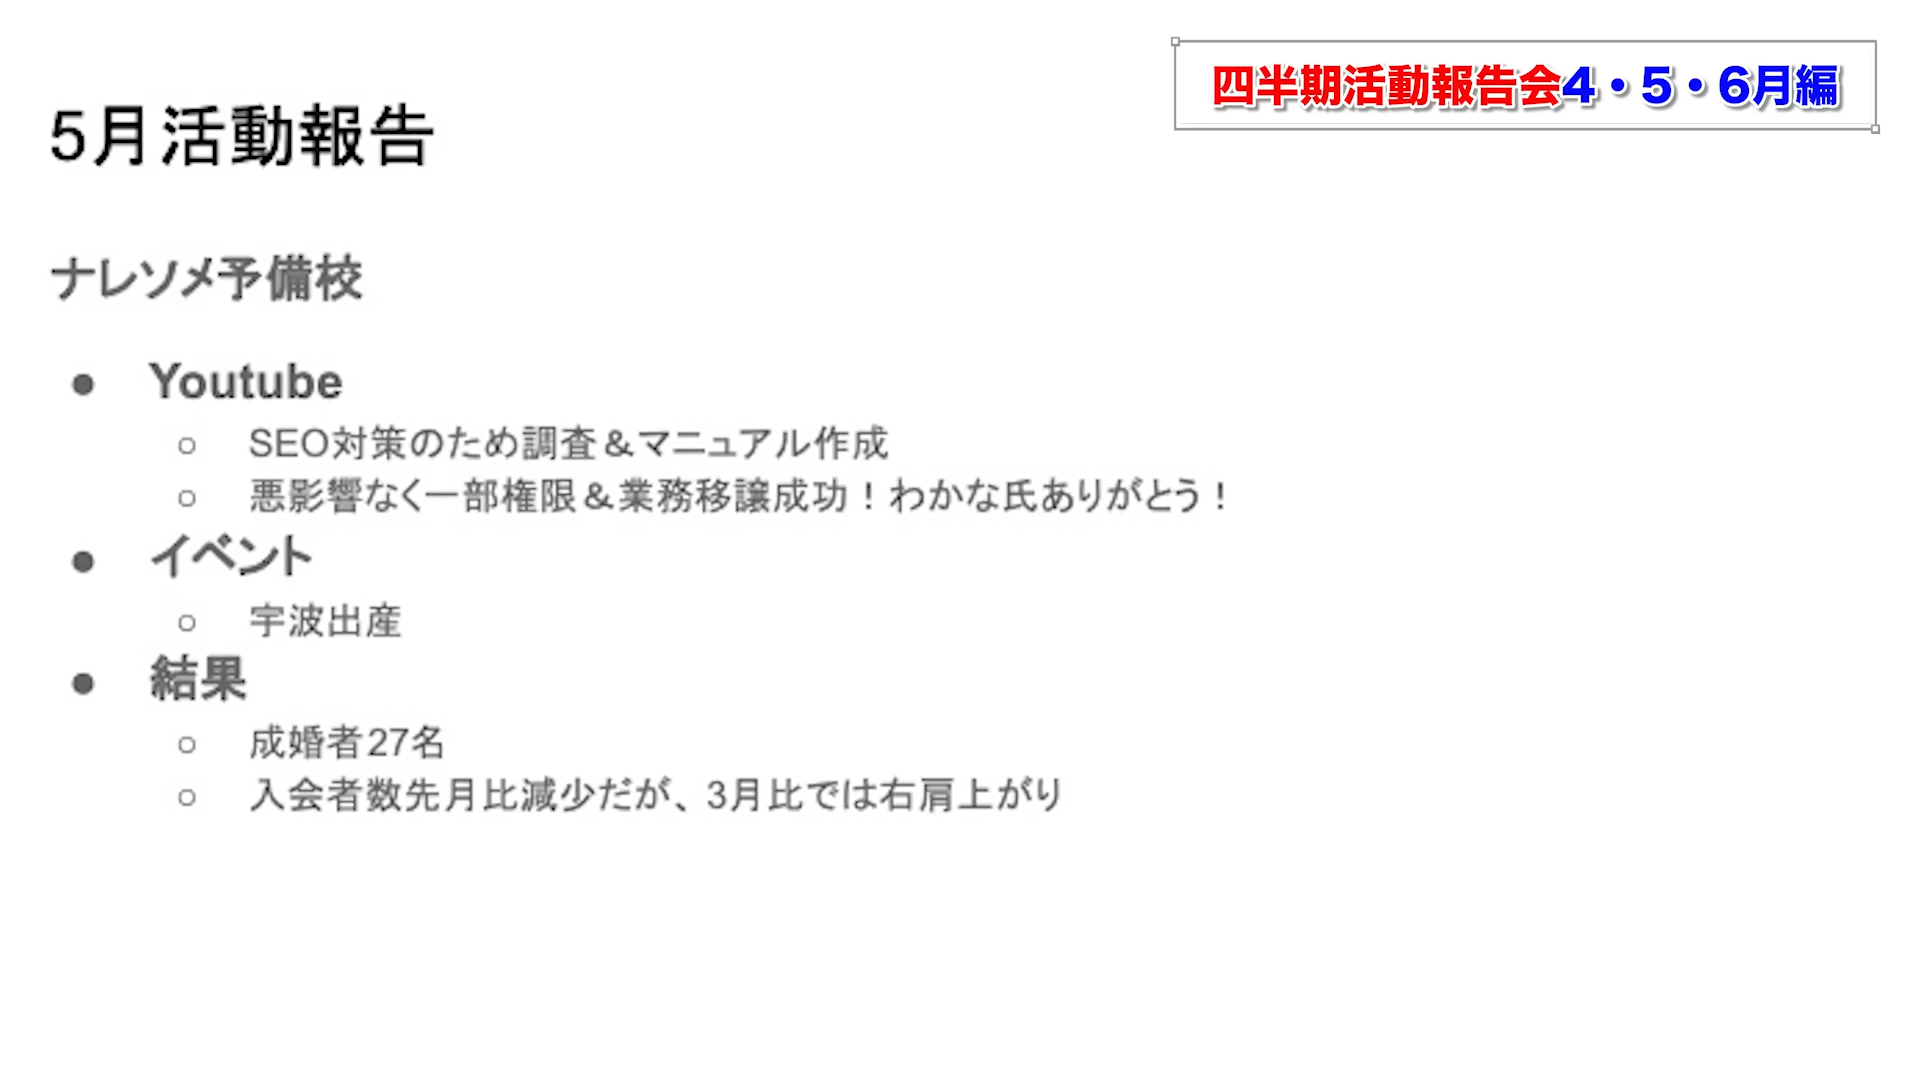 四半期活動報告会4・5・6月編
5月活動報告
ナレソメ予備校
● Youtube
○ SEO対策のため調査＆マニュアル作成
○ 悪影響なく一部権限＆業務移譲成功！わかな氏ありがとう！
● イベント
○ 宇波出産
● 結果
○ 成婚者27名
○ 入会者数先月比減少だが、3月比では右肩上がり